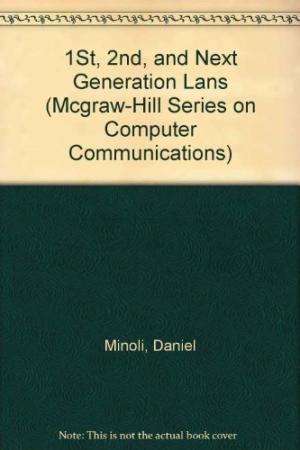 1St, 2nd, and Next
Generation Lans
(Mcgraw-Hill Series on
Computer
Communications)
Minoli, Daniel
Note: This is not the actual book cover